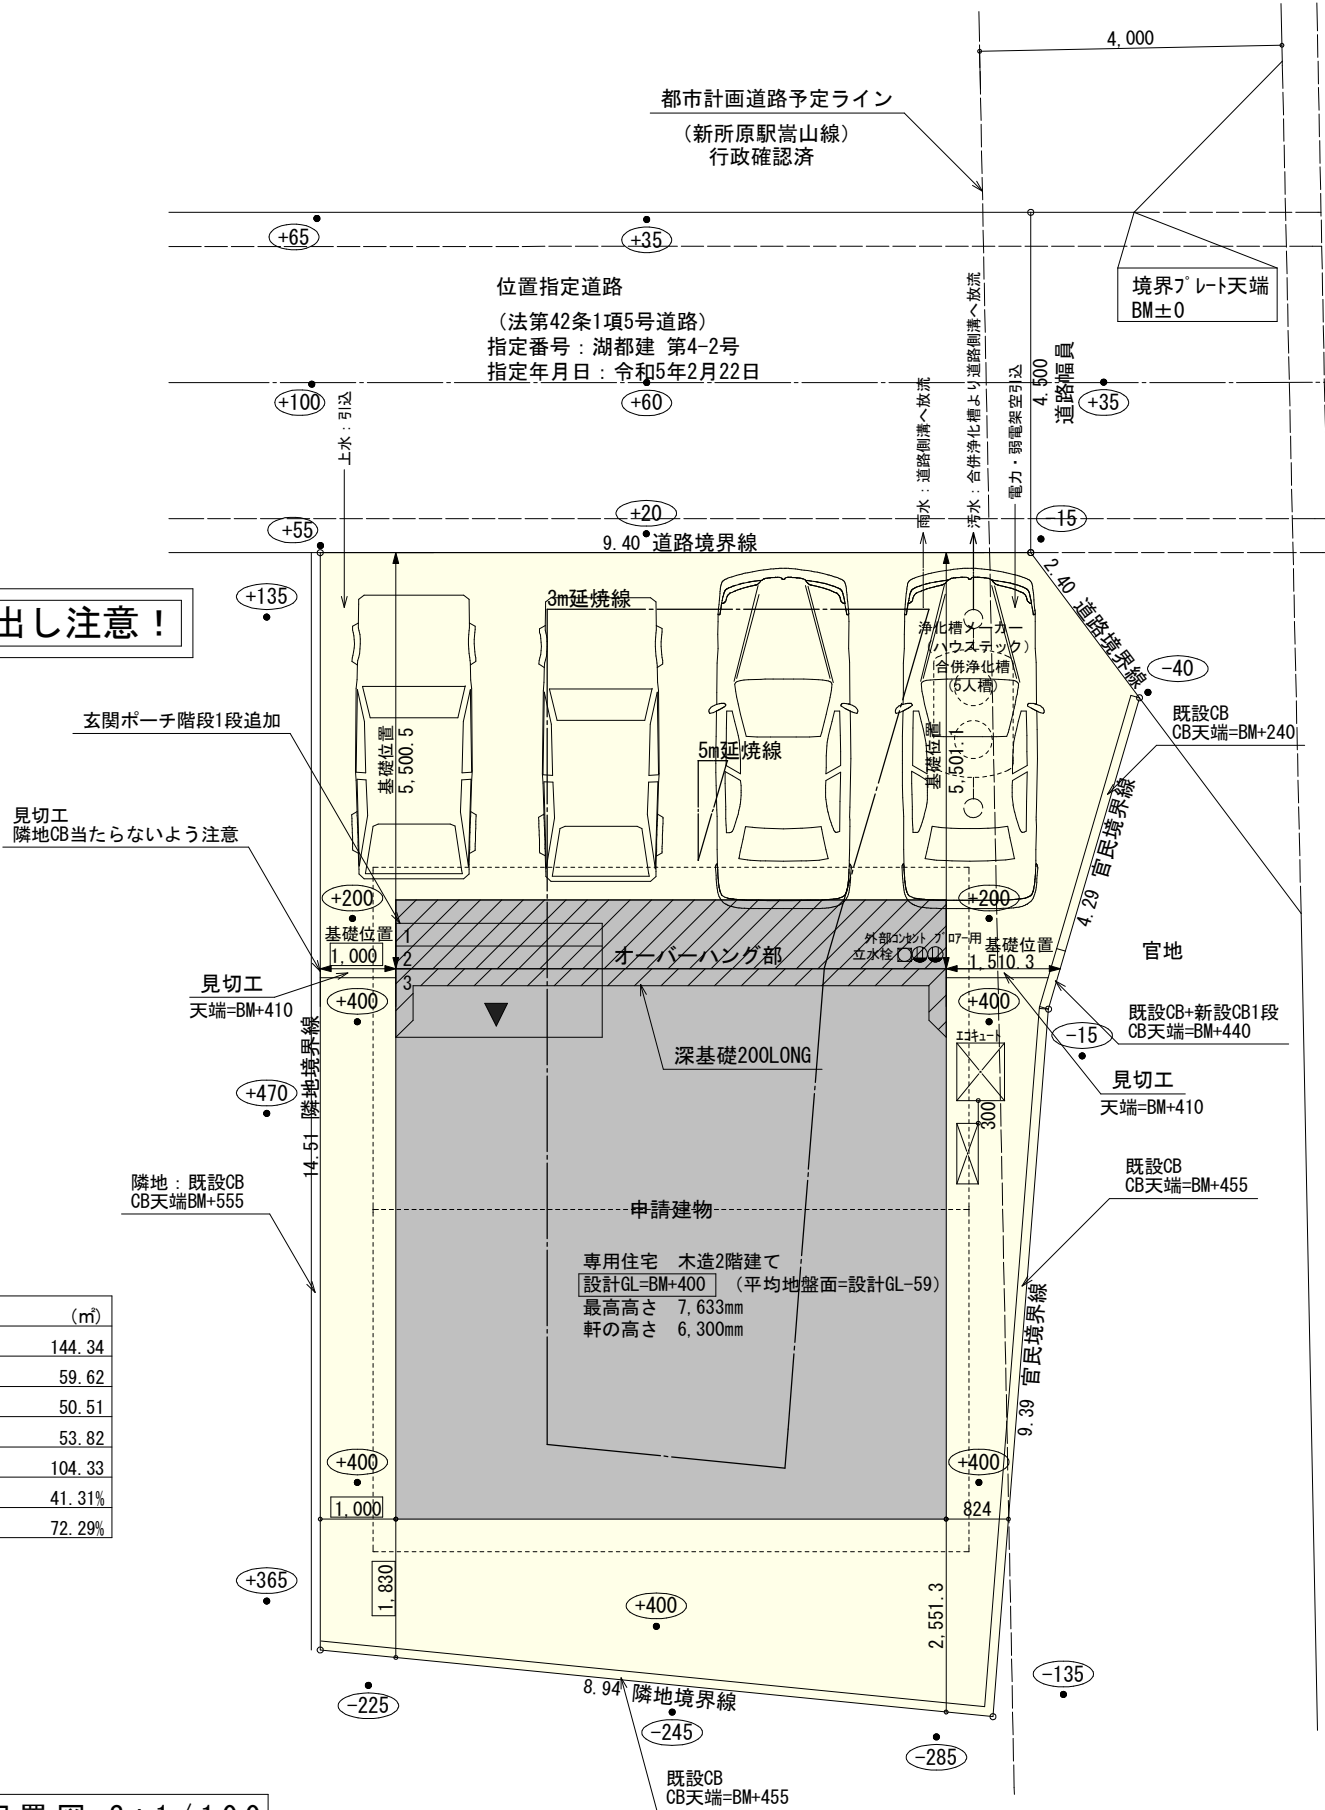 4,000
都市計画道路予定ライン
(新所原駅嵩山線)
行政確認済
+65
+35
境界プレート天端
BM±0
位置指定道路
(法第42条1項5号道路)
指定番号：湖都建 第4-2号
指定年月日：令和5年2月22日
+100
+60
+35
4,500
道路幅員
上水：引込
雨水：道路側溝へ放流
汚水：合併浄化槽より道路側溝へ放流
電力・弱電架空引込
+55
+20
-15
9.40 道路境界線
2.40 道路境界線
出し注意！
+135
3m延焼線
浄化槽メーカー
(ハウステック)
合併浄化槽
(5人槽)
-40
既設CB
CB天端=BM+240
玄関ポーチ階段1段追加
基礎位置
5,500.5
5m延焼線
基礎位置
5,501.1
見切工
隣地CB当たらないよう注意
4.29 官民境界線
+200
+200
基礎位置
1,000
1
2
3
オーバーハング部
外部コンセント ブロアー用
立水栓
基礎位置
1,510.3
官地
見切工
天端=BM+410
+400
+400
既設CB+新設CB1段
CB天端=BM+440
-15
深基礎200LONG
エコキュート
300
見切工
天端=BM+410
+470
14.51 隣地境界線
隣地：既設CB
CB天端BM+555
既設CB
CB天端=BM+455
申請建物
専用住宅 木造2階建て
設計GL=BM+400 (平均地盤面=設計GL-59)
最高高さ 7,633mm
軒の高さ 6,300mm
9.39 官民境界線
(㎡)
144.34
59.62
50.51
53.82
104.33
41.31%
72.29%
+400
+400
1,000
824
+365
1,830
+400
2,551.3
8.94 隣地境界線
-135
-225
-245
-285
既設CB
CB天端=BM+455
置図 S:1/100